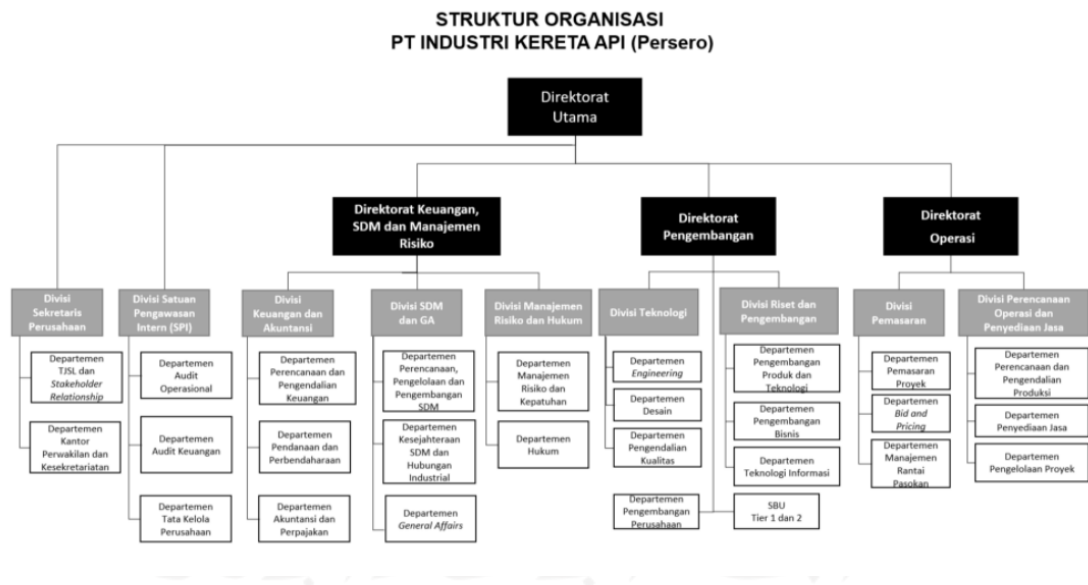 STRUKTUR ORGANISASI
PT INDUSTRI KERETA API (Persero)
Direktorat
Utama
Direktorat Keuangan,
SDM dan Manajemen
Risiko
Direktorat
Pengembangan
Direktorat
Operasi
Divisi
Sekretaris
Perusahaan
Divisi Satuan
Pengawasan
Intern (SPI)
Divisi
Keuangan dan
Akuntansi
Divisi SDM
dan GA
Divisi Manajemen
Risiko dan Hukum
Divisi Teknologi
Divisi Riset dan
Pengembangan
Divisi
Pemasaran
Divisi Perencanaan
Operasi dan
Penyediaan Jasa
Departemen
TJSL dan
Stakeholder
Relationship
Departemen
Kantor
Perwakilan dan
Kesekretariatan
Departemen
Audit
Operasional
Departemen
Audit Keuangan
Departemen
Tata Kelola
Perusahaan
Departemen
Perencanaan dan
Pengendalian
Keuangan
Departemen
Pendanaan dan
Perbendaharaan
Departemen
Akuntansi dan
Perpajakan
Departemen
Perencanaan,
Pengelolaan dan
Pengembangan
SDM
Departemen
Kesejahteraan
SDM dan
Hubungan
Industrial
Departemen
General Affairs
Departemen
Manajemen
Risiko dan
Kepatuhan
Departemen
Hukum
Departemen
Engineering
Departemen
Desain
Departemen
Pengendalian
Kualitas
Departemen
Pengembangan
Perusahaan
Departemen
Pengembangan
Produk dan
Teknologi
Departemen
Pengembangan
Bisnis
Departemen
Teknologi Informasi
SBU
Tier 1 dan 2
Departemen
Pemasaran
Proyek
Departemen
Bid and
Pricing
Departemen
Manajemen
Rantai
Pasokan
Departemen
Perencanaan dan
Pengendalian
Produksi
Departemen
Penyediaan Jasa
Departemen
Pengelolaan Proyek